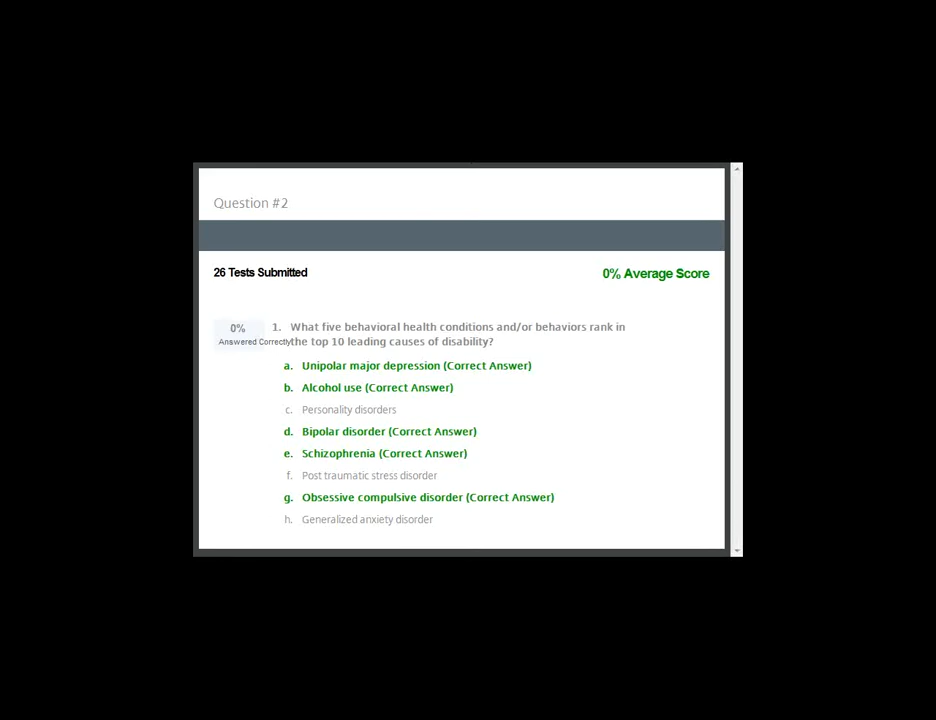 Question #2
26 Tests Submitted
0% Average Score
0%
Answered Correctly
1. What five behavioral health conditions and/or behaviors rank in
the top 10 leading causes of disability?
a. Unipolar major depression (Correct Answer)
b. Alcohol use (Correct Answer)
c. Personality disorders
d. Bipolar disorder (Correct Answer)
e. Schizophrenia (Correct Answer)
f. Post traumatic stress disorder
g. Obsessive compulsive disorder (Correct Answer)
h. Generalized anxiety disorder